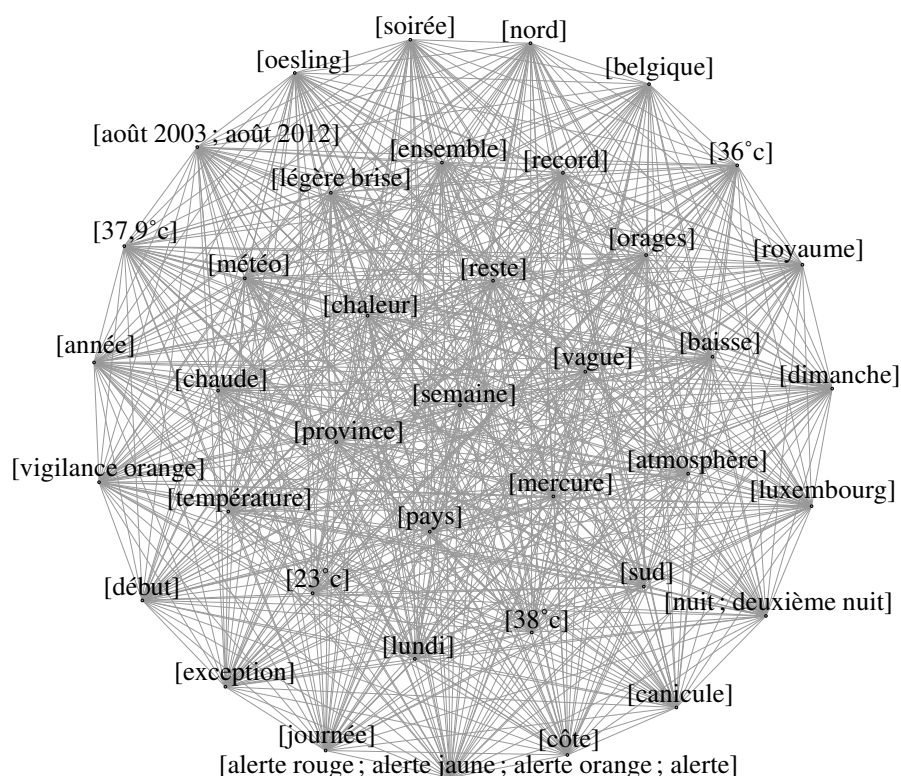 [soirée]
[nord]
[oesling]
[belgique]
[août 2003 ; août 2012]
[ensemble]
[record]
[36°c]
[légère brise]
[37,9°c]
[orages]
[royaume]
[météo]
[reste]
[chaleur]
[année]
[vague]
[baisse]
[chaude]
[dimanche]
[semaine]
[province]
[vigilance orange]
[atmosphère]
[température]
[mercure]
[luxembourg]
[pays]
[début]
[23°c]
[sud]
[nuit ; deuxième nuit]
[38°c]
[lundi]
[exception]
[canicule]
[journée]
[côte]
[alerte rouge ; alerte jaune ; alerte orange ; alerte]